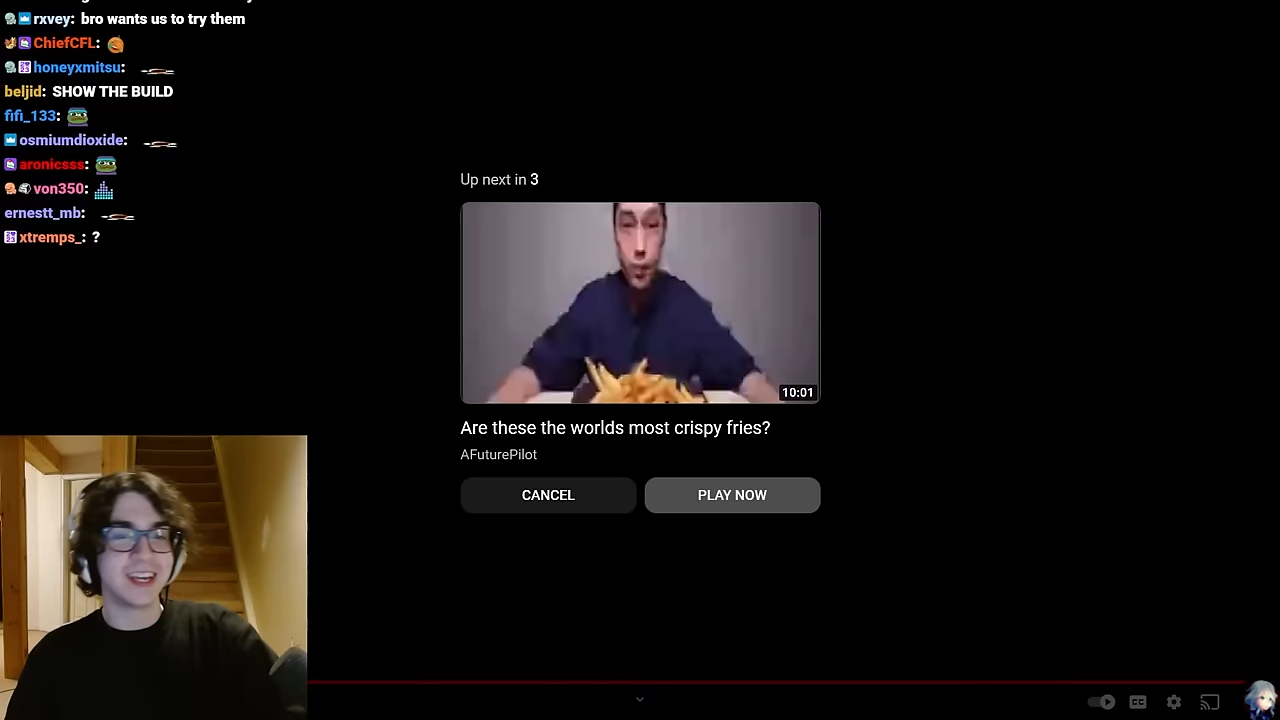 rxvey: bro wants us to try them
ChiefCFL:
honeyxmitsu:
beljid: SHOW THE BUILD
fifi_133:
osmiumdioxide:
aronicsss:
von350:
ernestt_mb:
xtremps_: ?
Up next in 3
10:01
Are these the worlds most crispy fries?
AFuturePilot
CANCEL
PLAY NOW
CC